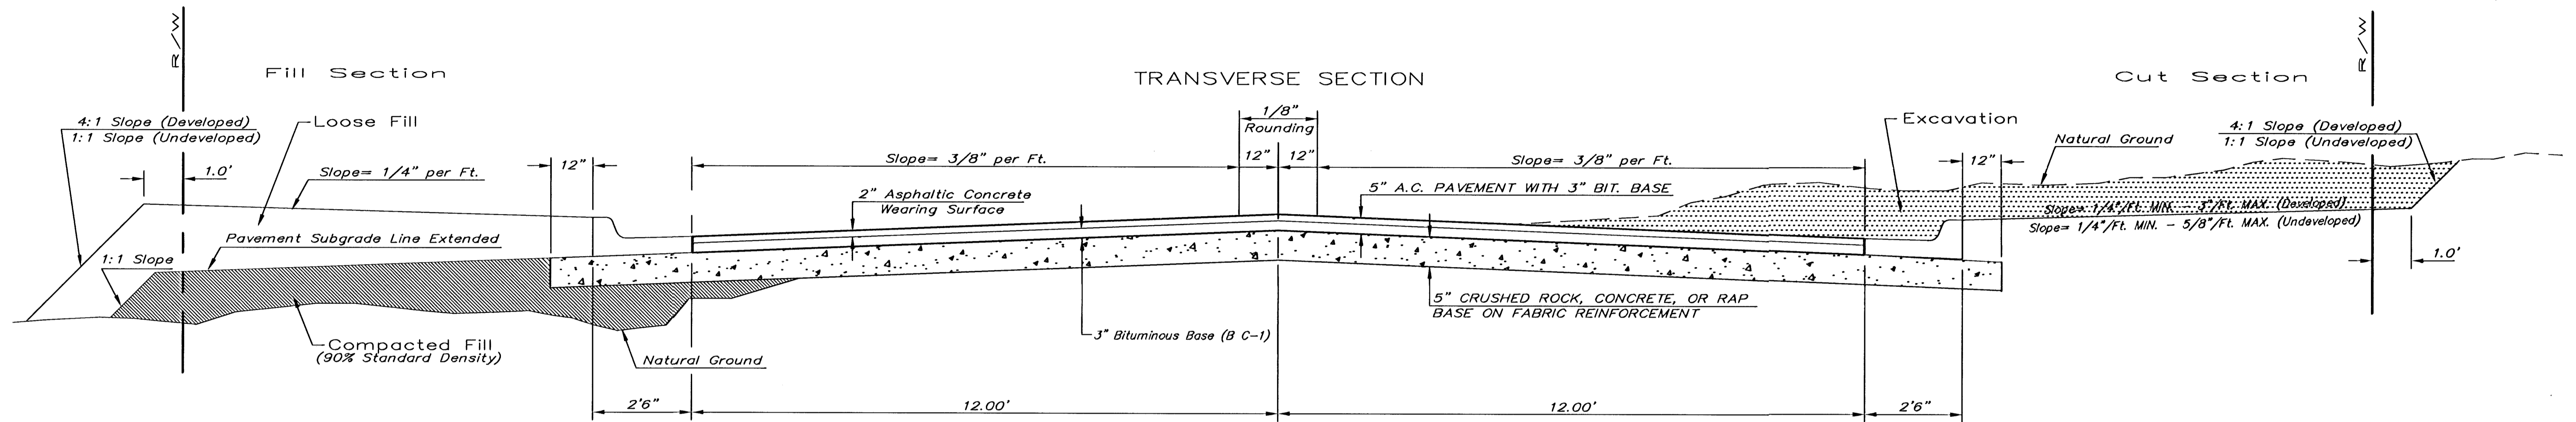 R/W
Fill Section
TRANSVERSE SECTION
Cut Section
R/W
4:1 Slope (Developed)
1:1 Slope (Undeveloped)
Loose Fill
1/8"
Rounding
Excavation
Natural Ground
4:1 Slope (Developed)
1:1 Slope (Undeveloped)
1.0'
Slope= 1/4" per Ft.
12"
Slope= 3/8" per Ft.
12"
12"
Slope= 3/8" per Ft.
12"
2" Asphaltic Concrete
Wearing Surface
5" A.C. PAVEMENT WITH 3" BIT. BASE
Slope= 1/4"/Ft. MIN. - 3"/Ft. MAX. (Developed)
Slope= 1/4"/Ft. MIN. - 5/8"/Ft. MAX. (Undeveloped)
Pavement Subgrade Line Extended
1:1 Slope
1.0'
5" CRUSHED ROCK, CONCRETE, OR RAP
BASE ON FABRIC REINFORCEMENT
3" Bituminous Base (B C-1)
Compacted Fill
(90% Standard Density)
Natural Ground
2'6"
12.00'
12.00'
2'6"